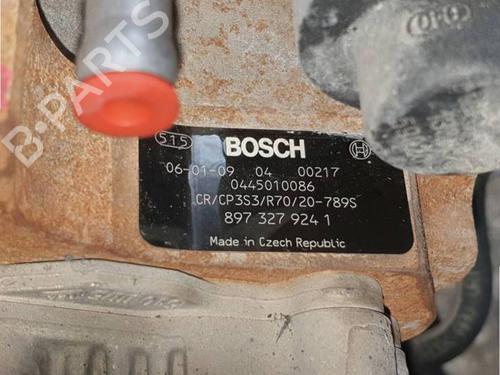 B-PARTS
515 BOSCH
06-01-09 04 00217
0445010086
CR/CP3S3/R70/20-789S
897 327 924 1
Made in Czech Republic